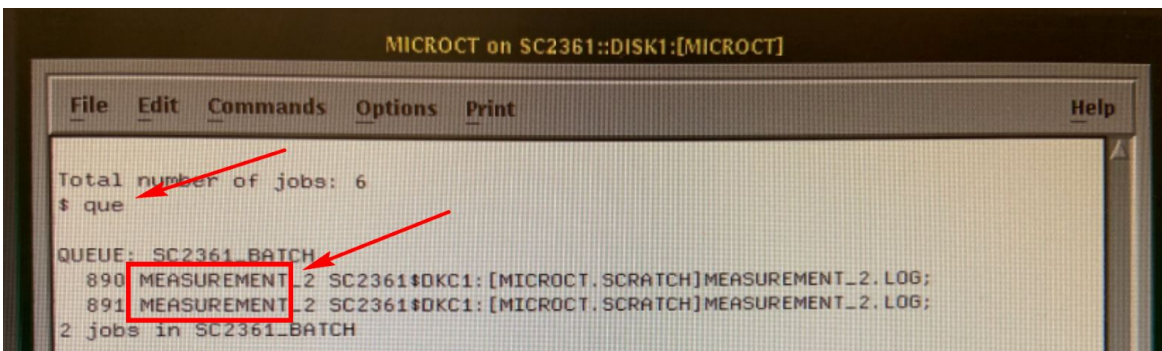 MICROCT on SC2361::DISK1:[MICROCT]
File Edit Commands Options Print Help
Total number of jobs: 6
$ que
QUEUE: SC2361_BATCH
890 MEASUREMENT_2 SC2361$DKC1:[MICROCT.SCRATCH]MEASUREMENT_2.LOG;
891 MEASUREMENT_2 SC2361$DKC1:[MICROCT.SCRATCH]MEASUREMENT_2.LOG;
2 jobs in SC2361_BATCH